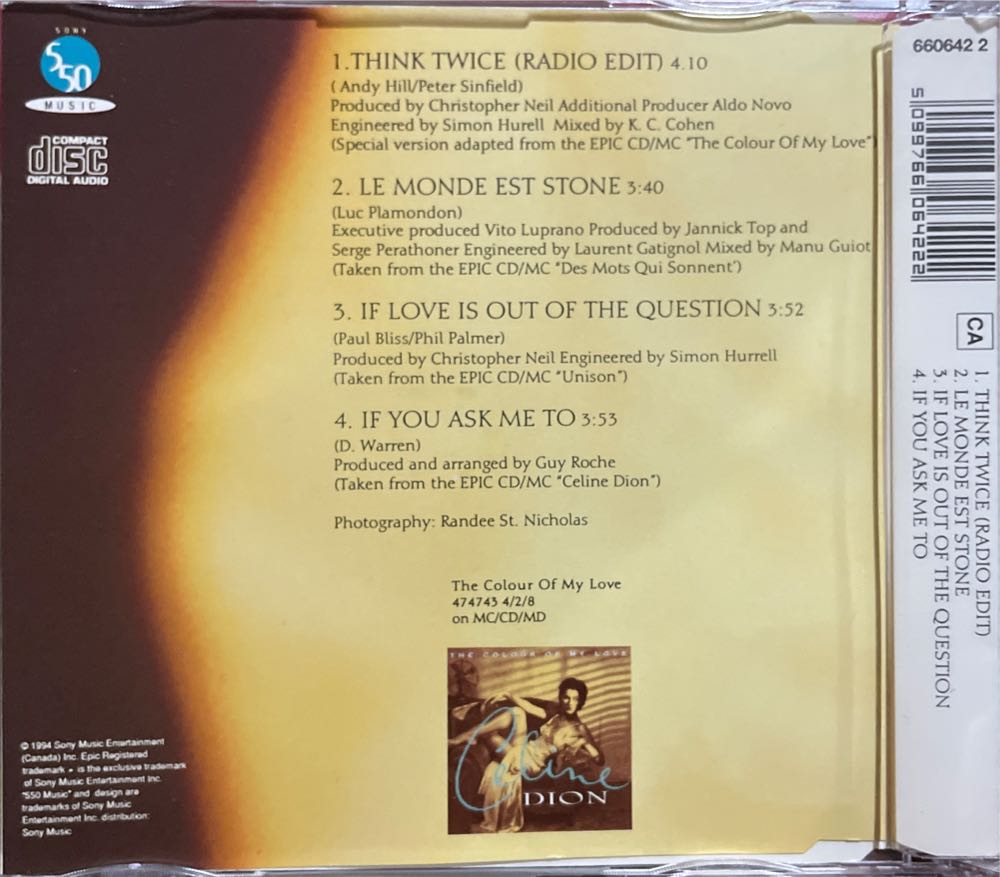 SONY
550
MUSIC
COMPACT
disc
DIGITAL AUDIO
1.THINK TWICE (RADIO EDIT) 4.10
( Andy Hill/Peter Sinfield)
Produced by Christopher Neil Additional Producer Aldo Novo
Engineered by Simon Hurell Mixed by K. C. Cohen
(Special version adapted from the EPIC CD/MC "The Colour Of My Love")
2. LE MONDE EST STONE 3:40
(Luc Plamondon)
Executive produced Vito Luprano Produced by Jannick Top and
Serge Perathoner Engineered by Laurent Gatignol Mixed by Manu Guiot
(Taken from the EPIC CD/MC "Des Mots Qui Sonnent')
3. IF LOVE IS OUT OF THE QUESTION 3:52
(Paul Bliss/Phil Palmer)
Produced by Christopher Neil Engineered by Simon Hurrell
(Taken from the EPIC CD/MC "Unison")
4. IF YOU ASK ME TO 3:53
(D. Warren)
Produced and arranged by Guy Roche
(Taken from the EPIC CD/MC "Celine Dion")
Photography: Randee St. Nicholas
The Colour Of My Love
474743 4/2/8
on MC/CD/MD
THE COLOUR OF MY LOVE
Celine
DION
© 1994 Sony Music Entertainment
(Canada) Inc. Epic Registered
trademark • is the exclusive trademark
of Sony Music Entertainment Inc.
"550 Music" and design are
trademarks of Sony Music
Entertainment Inc. distribution:
Sony Music
660642 2
5 099766 064222
CA
1. THINK TWICE (RADIO EDIT)
2. LE MONDE EST STONE
3. IF LOVE IS OUT OF THE QUESTION
4. IF YOU ASK ME TO